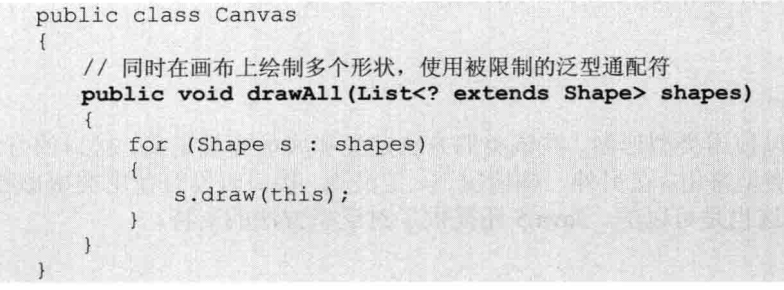 public class Canvas
{
// 同时在画布上绘制多个形状，使用被限制的泛型通配符
public void drawAll(List<? extends Shape> shapes)
{
for (Shape s : shapes)
{
s.draw(this);
}
}
}